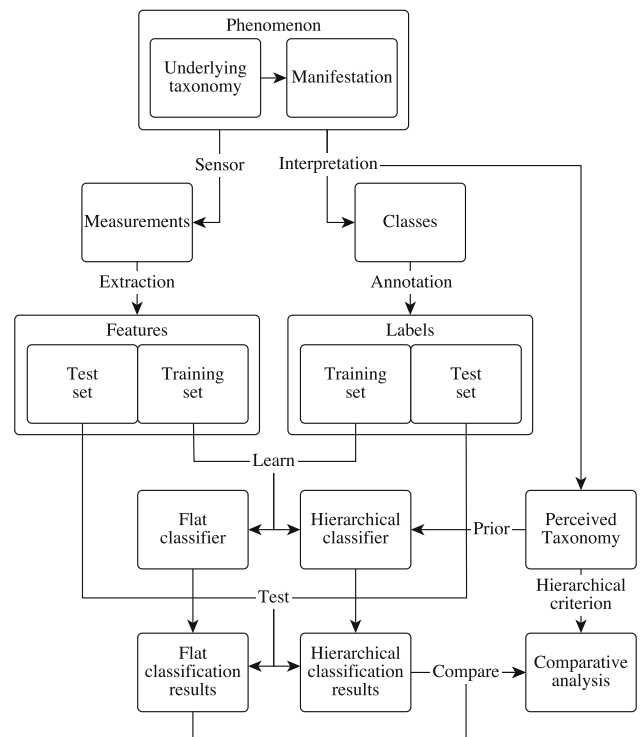 Phenomenon
Underlying
taxonomy
Manifestation
Sensor
Interpretation
Measurements
Classes
Extraction
Annotation
Features
Labels
Test
set
Training
set
Training
set
Test
set
Learn
Flat
classifier
Hierarchical
classifier
Prior
Perceived
Taxonomy
Hierarchical
criterion
Test
Flat
classification
results
Hierarchical
classification
results
Compare
Comparative
analysis